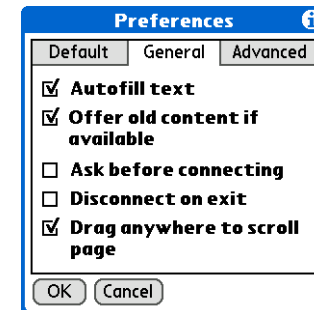 Preferences
Default General Advanced
Autofill text
Offer old content if
available
Ask before connecting
Disconnect on exit
Drag anywhere to scroll
page
OK Cancel